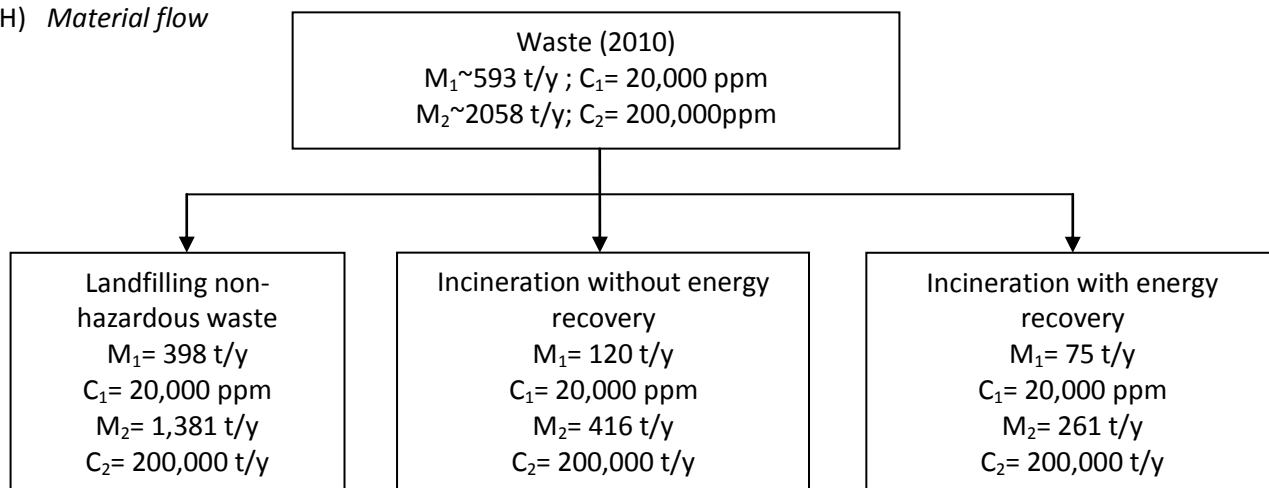 H) Material flow
Waste (2010)
M₁~593 t/y ; C₁= 20,000 ppm
M₂~2058 t/y; C₂= 200,000ppm
Landfilling non-
hazardous waste
M₁= 398 t/y
C₁= 20,000 ppm
M₂= 1,381 t/y
C₂= 200,000 t/y
Incineration without energy
recovery
M₁= 120 t/y
C₁= 20,000 ppm
M₂= 416 t/y
C₂= 200,000 t/y
Incineration with energy
recovery
M₁= 75 t/y
C₁= 20,000 ppm
M₂= 261 t/y
C₂= 200,000 t/y